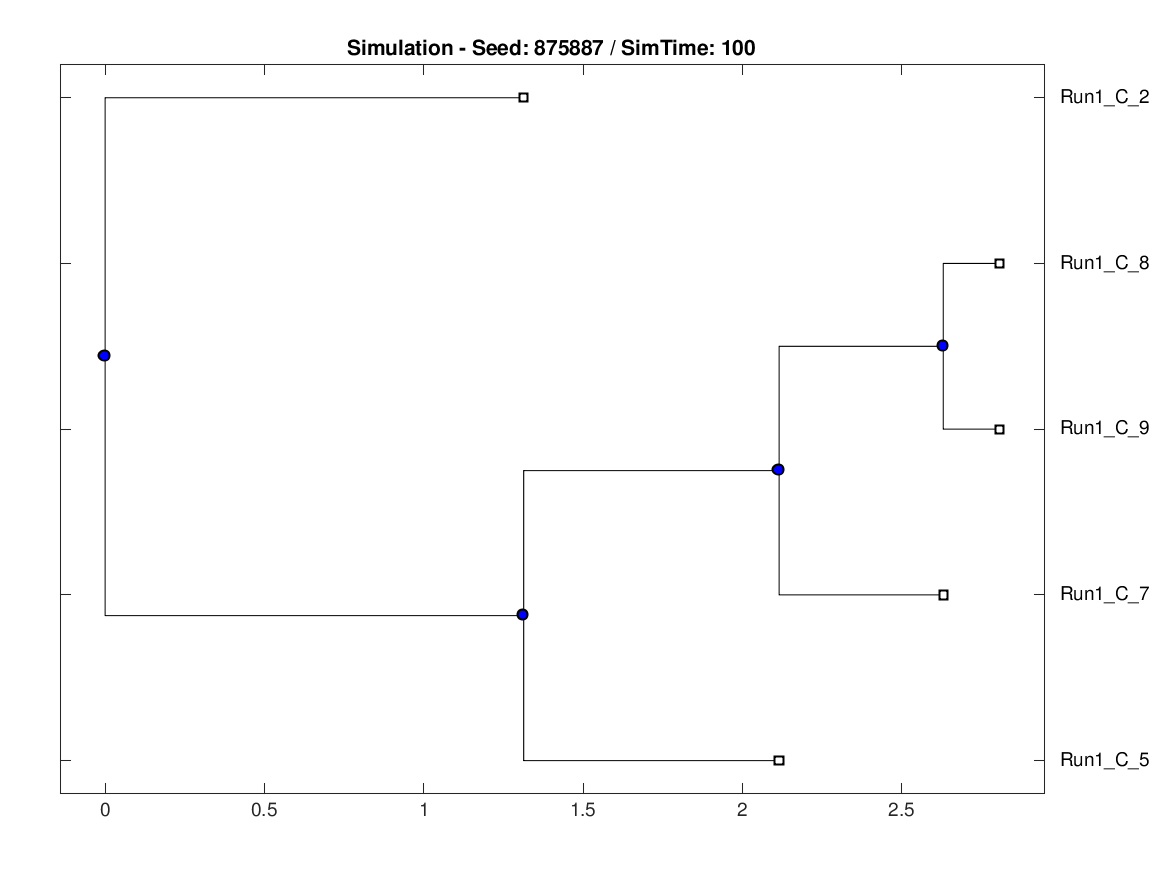 Simulation - Seed: 875887 / SimTime: 100
Run1_C_2
Run1_C_8
Run1_C_9
Run1_C_7
Run1_C_5
0 0.5 1 1.5 2 2.5